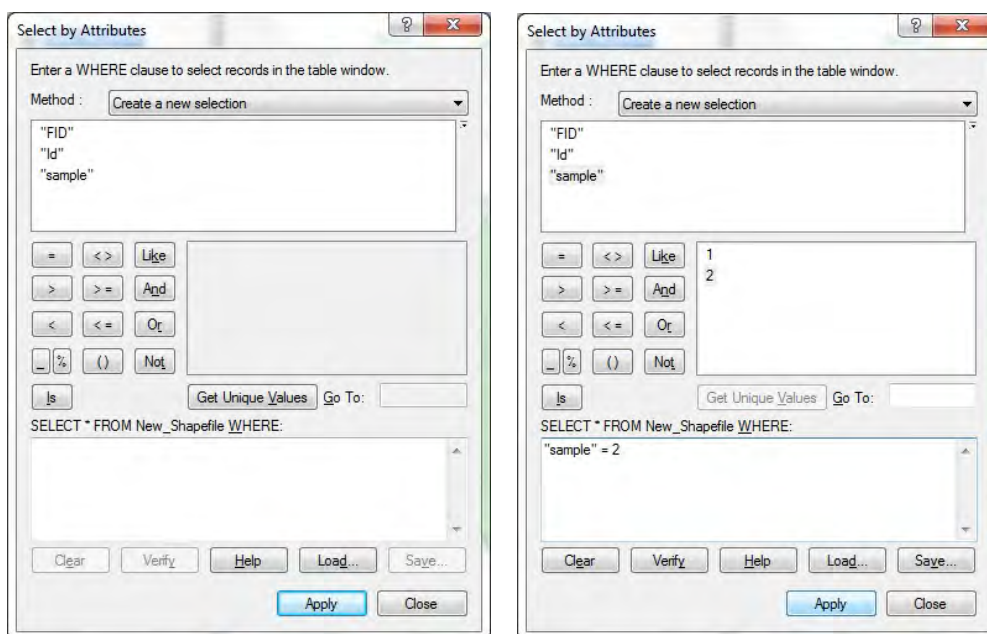 Select by Attributes
?
X
Enter a WHERE clause to select records in the table window.
Method : Create a new selection
"FID"
"Id"
"sample"
= < > Like
> > = And
< < = Or
_ % ( ) Not
Is Get Unique Values Go To:
SELECT * FROM New_Shapefile WHERE:
Clear Verify Help Load... Save...
Apply Close
Select by Attributes
?
X
Enter a WHERE clause to select records in the table window.
Method : Create a new selection
"FID"
"Id"
"sample"
= < > Like
> > = And
< < = Or
_ % ( ) Not
1
2
Is Get Unique Values Go To:
SELECT * FROM New_Shapefile WHERE:
"sample" = 2
Clear Verify Help Load... Save...
Apply Close